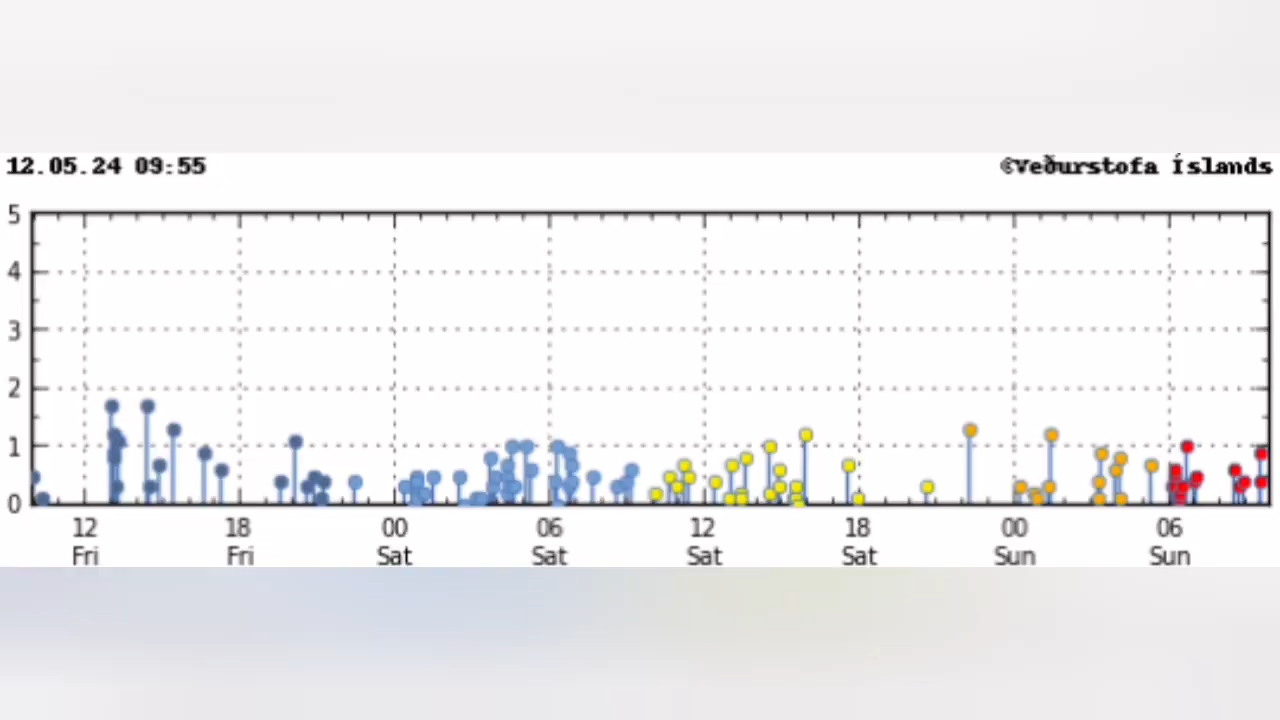 12.05.24 09:55
©Veðurstofa Íslands
5
4
3
2
1
0
12 18 00 06 12 18 00 06
Fri Fri Sat Sat Sat Sat Sun Sun